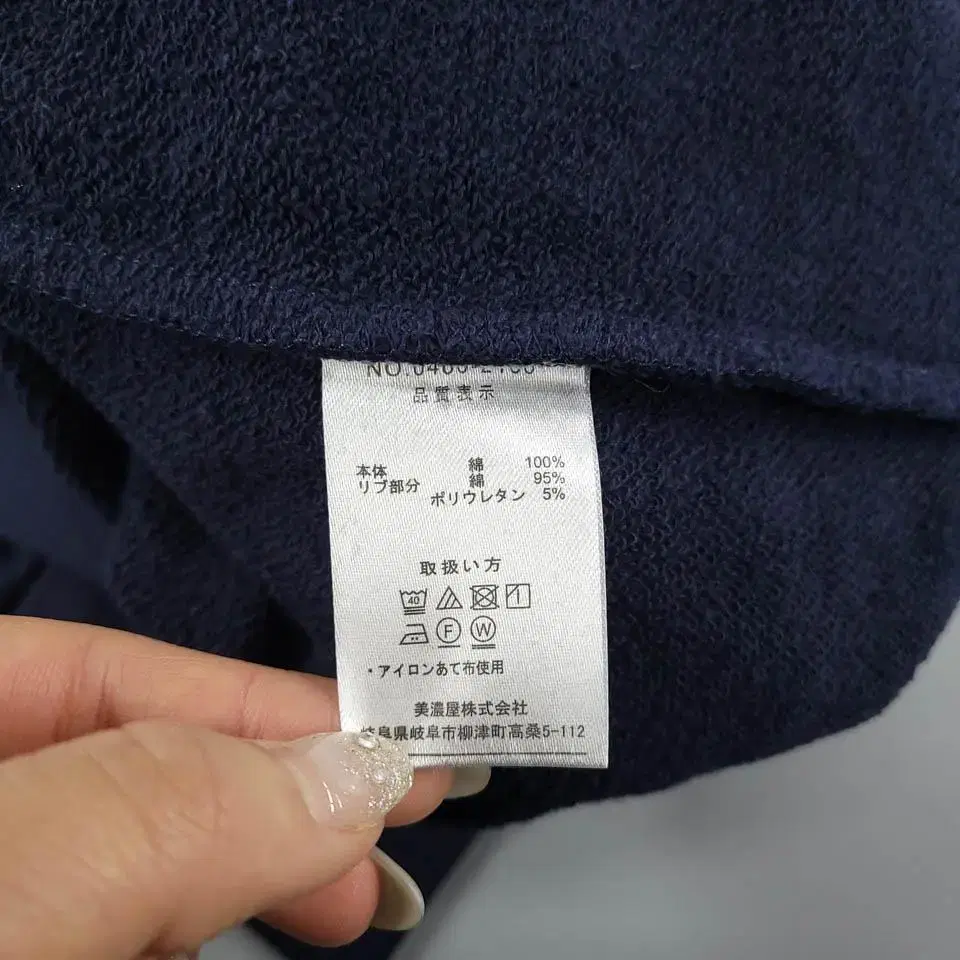 品質表示
本体 綿 100%
リブ部分 綿 95%
ポリウレタン 5%
取扱い方
40
F W
・アイロンあて布使用
美濃屋株式会社
岐阜県岐阜市柳津町高桑5-112